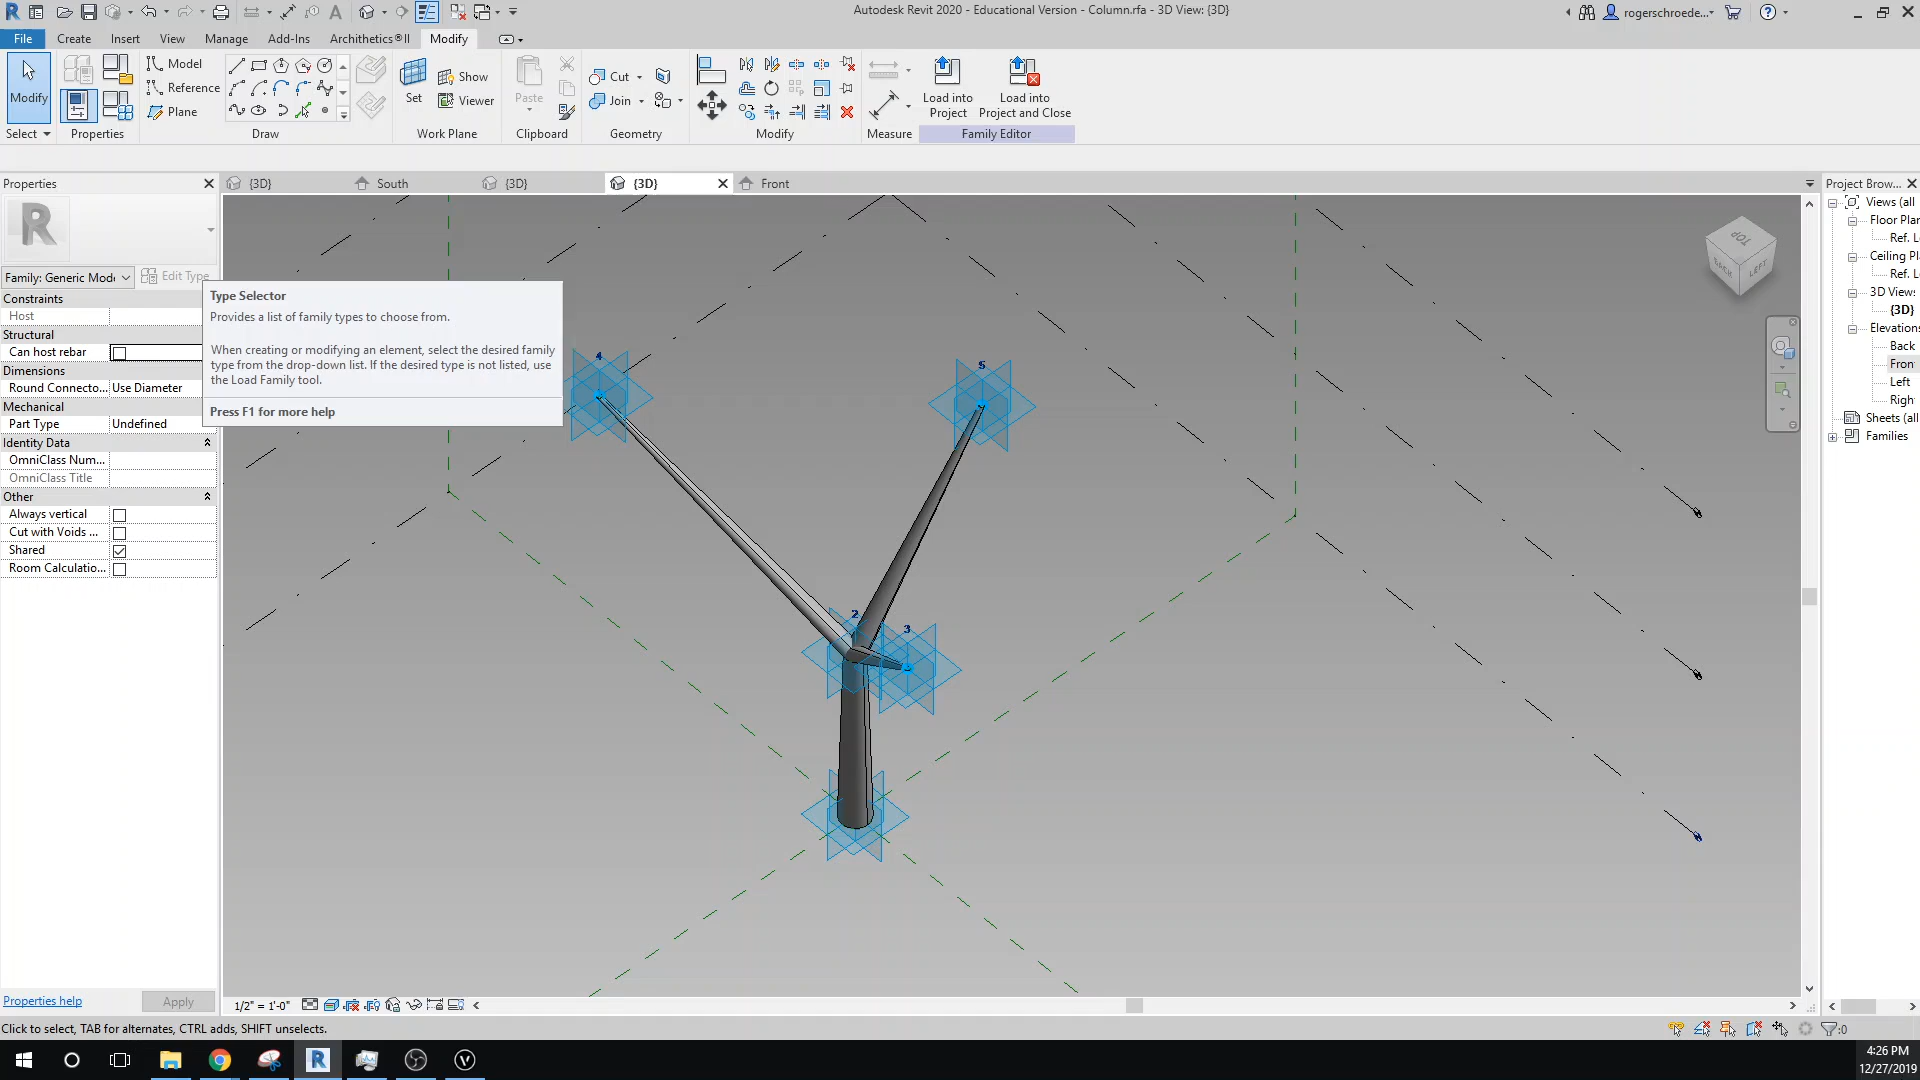 Autodesk Revit 2020 - Educational Version - Column.rfa - 3D View: {3D}
rogerschroede...
File
Create
Insert
View
Manage
Add-Ins
Archithetics®II
Modify
Modify
Select
Properties
Model
Reference
Plane
Draw
Set
Show
Viewer
Work Plane
Paste
Clipboard
Cut
Join
Geometry
Modify
Measure
Load into
Project
Load into
Project and Close
Family Editor
Properties
{3D}
South
{3D}
{3D}
Front
Project Brow...
R
Family: Generic Mode
Edit Type
Constraints
Host
Structural
Can host rebar
Dimensions
Round Connecto...
Use Diameter
Mechanical
Part Type
Undefined
Identity Data
OmniClass Num...
OmniClass Title
Other
Always vertical
Cut with Voids ...
Shared
Room Calculatio...
Properties help
Apply
Type Selector
Provides a list of family types to choose from.
When creating or modifying an element, select the desired family
type from the drop-down list. If the desired type is not listed, use
the Load Family tool.
Press F1 for more help
4
5
2
3
TOP
BACK
LEFT
Views (all
Floor Plan
Ref. L
Ceiling Pl
Ref. L
3D Views
{3D}
Elevations
Back
Fron
Left
Righ
Sheets (all
Families
1/2" = 1'-0"
Click to select, TAB for alternates, CTRL adds, SHIFT unselects.
:0
4:26 PM
12/27/2019